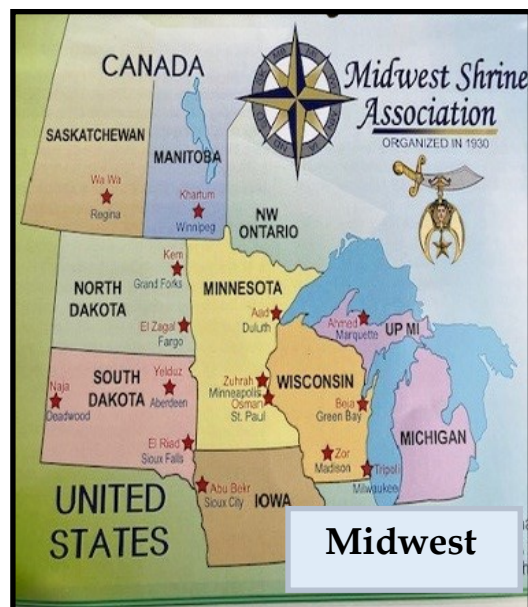 CANADA
Midwest Shrine
Association
ORGANIZED IN 1930
SASKATCHEWAN
MANITOBA
Wa Wa
Regina
Khartum
Winnipeg
NW
ONTARIO
Kem
Grand Forks
NORTH
DAKOTA
MINNESOTA
El Zagal
Fargo
Aad
Duluth
Ahmed
Marquette
UP MI
SOUTH
DAKOTA
Yelduz
Aberdeen
Naja
Deadwood
Zuhrah
Minneapolis
Osman
St. Paul
WISCONSIN
Beja
Green Bay
MICHIGAN
El Riad
Sioux Falls
Zor
Madison
Tripoli
Milwaukee
Abu Bekr
Sioux City
IOWA
UNITED
STATES
Midwest